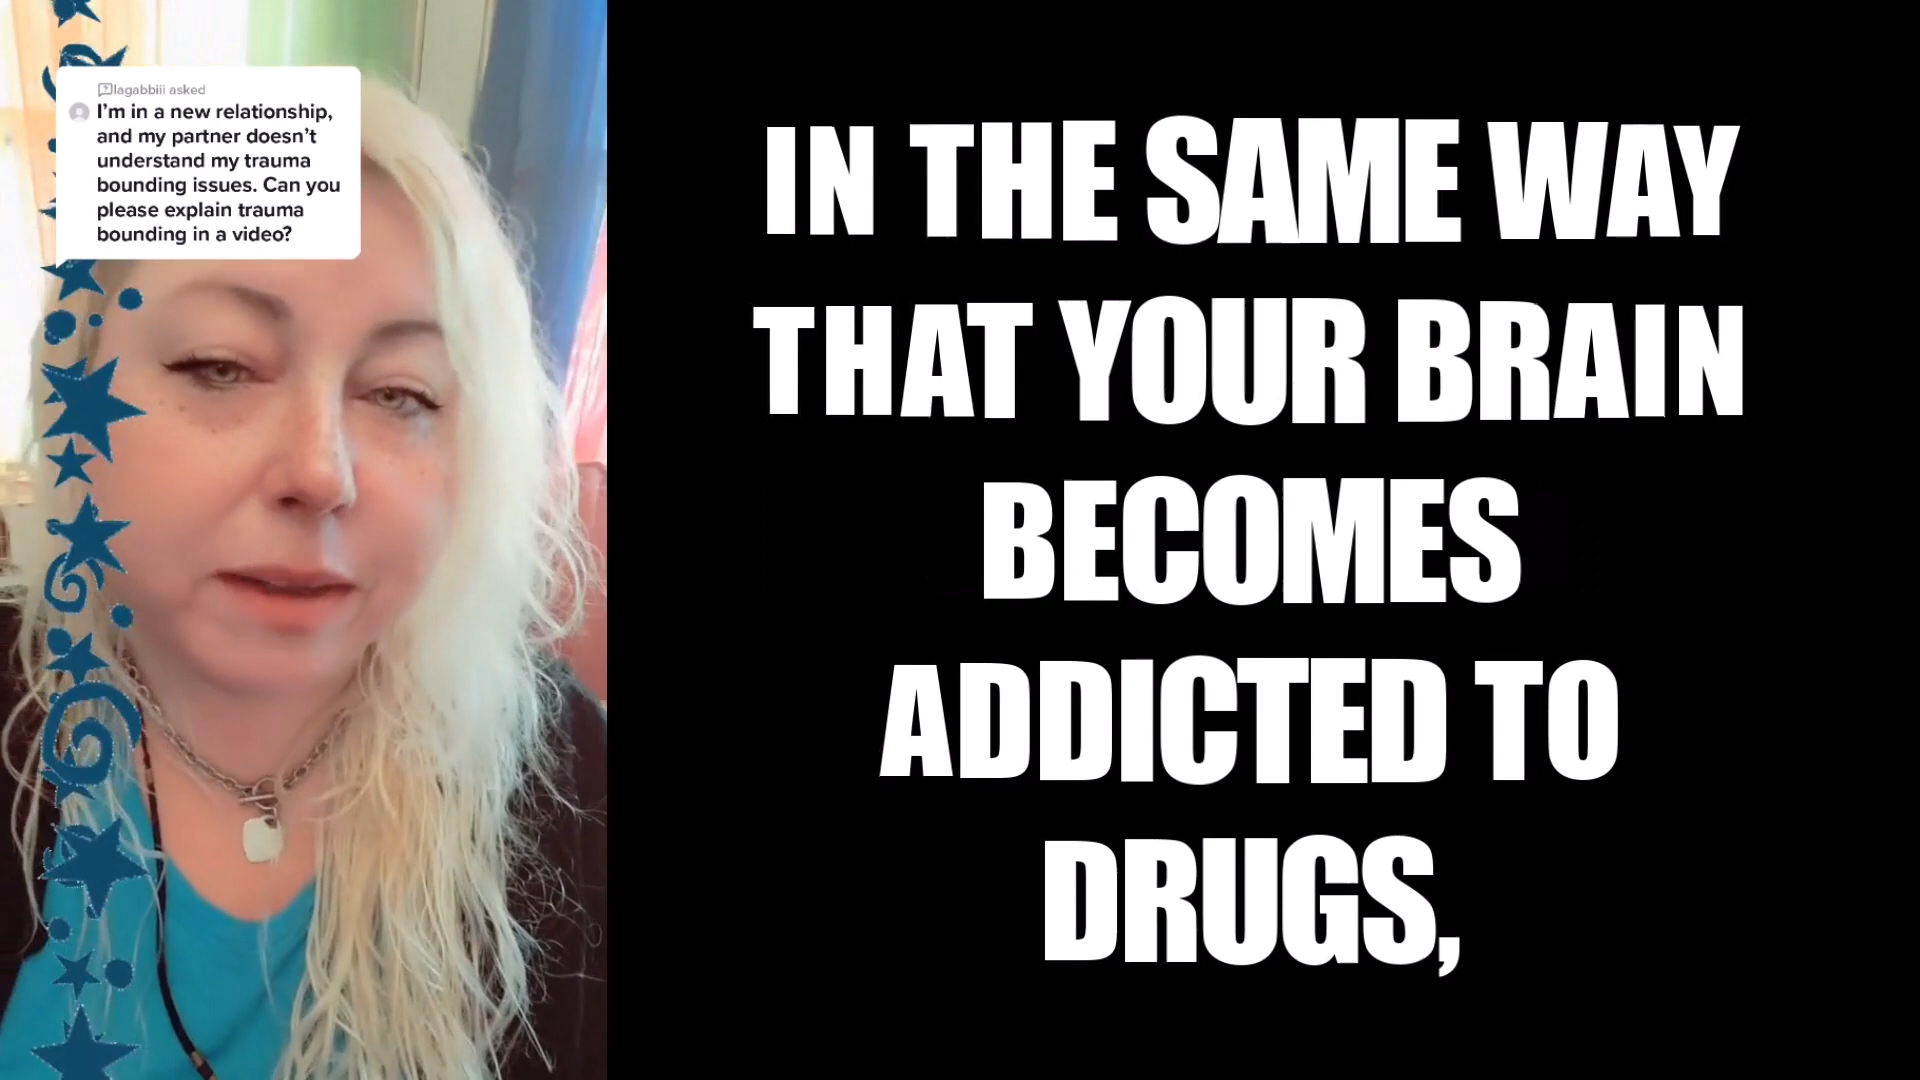 lagabbiii asked
I'm in a new relationship,
and my partner doesn't
understand my trauma
bounding issues. Can you
please explain trauma
bounding in a video?
IN THE SAME WAY
THAT YOUR BRAIN
BECOMES
ADDICTED TO
DRUGS,